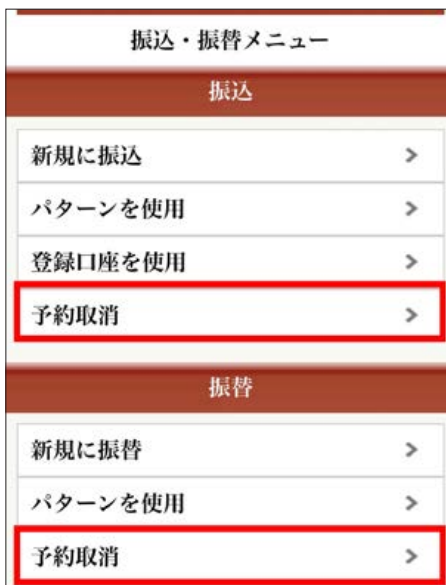 振込・振替メニュー
振込
新規に振込
パターンを使用
登録口座を使用
予約取消
振替
新規に振替
パターンを使用
予約取消